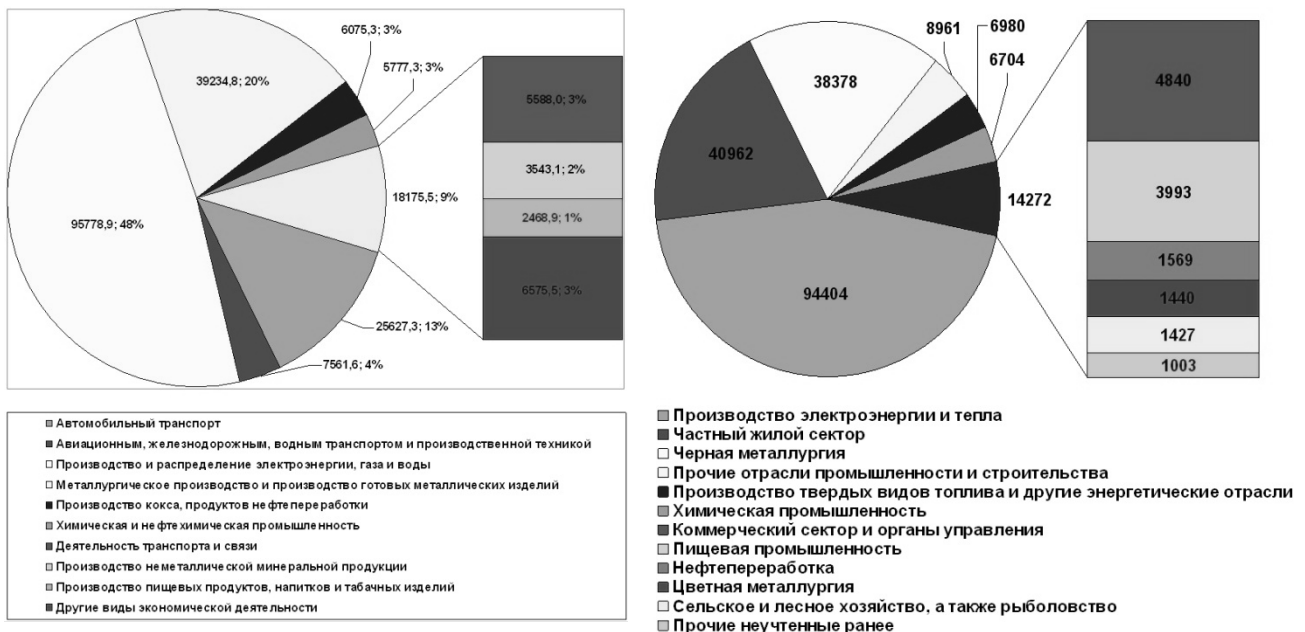 6075,3; 3%
39234,8; 20%
5777,3; 3%
5588,0; 3%
3543,1; 2%
18175,5; 9%
2468,9; 1%
95778,9; 48%
6575,5; 3%
25627,3; 13%
7561,6; 4%
Автомобильный транспорт
Авиационным, железнодорожным, водным транспортом и производственной техникой
Производство и распределение электроэнергии, газа и воды
Металлургическое производство и производство готовых металлических изделий
Производство кокса, продуктов нефтепереработки
Химическая и нефтехимическая промышленность
Деятельность транспорта и связи
Производство неметаллической минеральной продукции
Производство пищевых продуктов, напитков и табачных изделий
Другие виды экономической деятельности
8961
6980
6704
38378
4840
40962
3993
14272
1569
94404
1440
1427
1003
Производство электроэнергии и тепла
Частный жилой сектор
Черная металлургия
Прочие отрасли промышленности и строительства
Производство твердых видов топлива и другие энергетические отрасли
Химическая промышленность
Коммерческий сектор и органы управления
Пищевая промышленность
Нефтепереработка
Цветная металлургия
Сельское и лесное хозяйство, а также рыболовство
Прочие неучтенные ранее